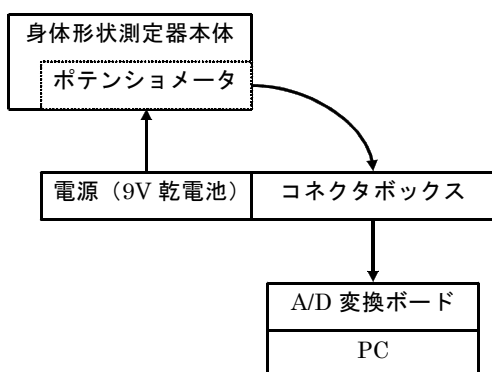 身体形状測定器本体
ポテンショメータ
電源（9V 乾電池）
コネクタボックス
A/D 変換ボード
PC